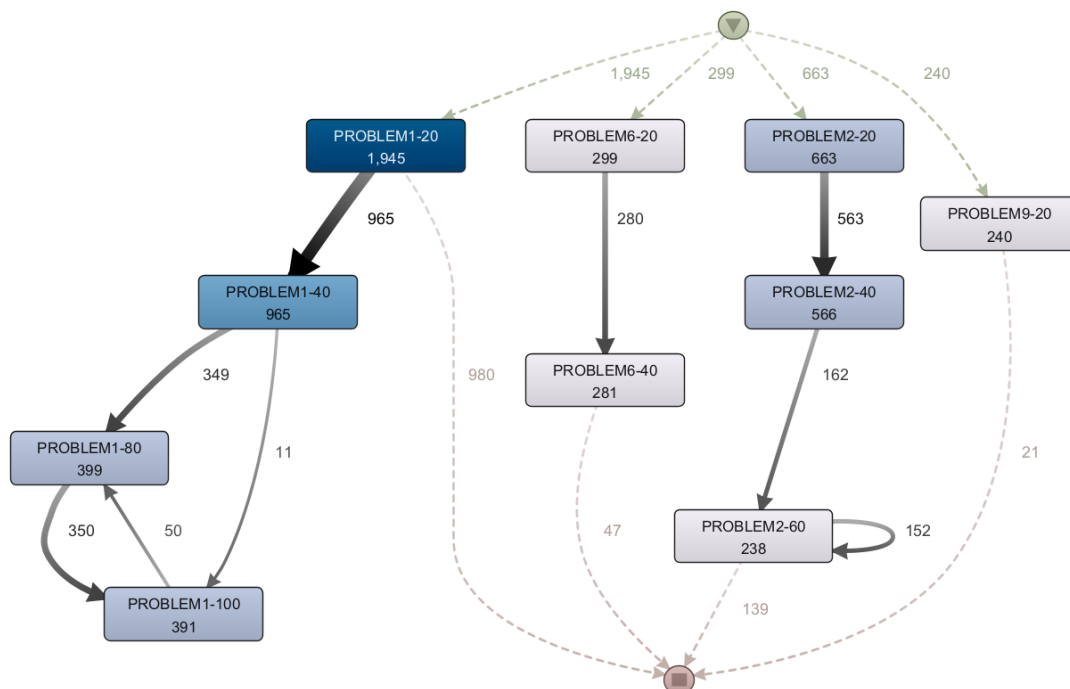 1,945
299
663
240
PROBLEM1-20
1,945
PROBLEM6-20
299
PROBLEM2-20
663
PROBLEM9-20
240
965
280
563
PROBLEM1-40
965
PROBLEM2-40
566
349
980
PROBLEM6-40
281
162
PROBLEM1-80
399
11
21
350
50
47
PROBLEM2-60
238
152
PROBLEM1-100
391
139